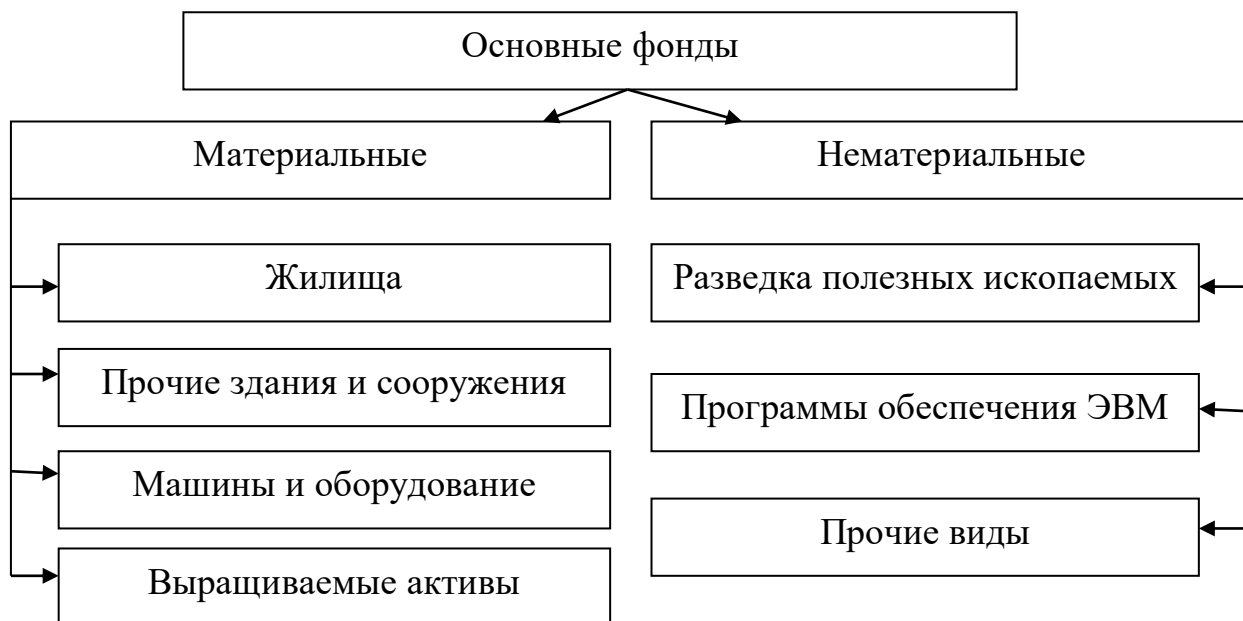 Основные фонды
Материальные
Нематериальные
Жилища
Разведка полезных ископаемых
Прочие здания и сооружения
Программы обеспечения ЭВМ
Машины и оборудование
Прочие виды
Выращиваемые активы